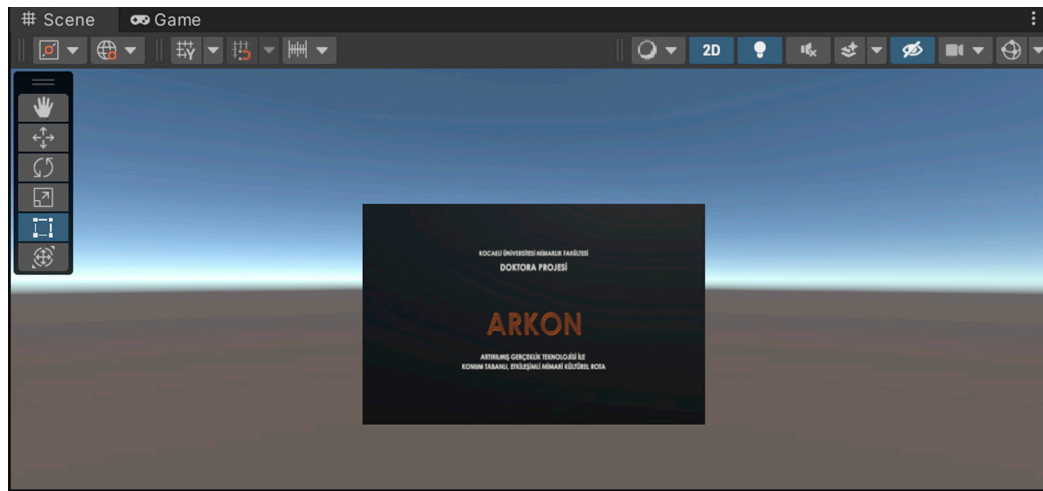 Scene Game
2D
KOCAELİ ÜNİVERSİTESİ MİMARLIK FAKÜLTESİ
DOKTORA PROJESİ
ARKON
ARTIRILMIŞ GERÇEKLİK TEKNOLOJİSİ İLE
KONUM TABANLI, ETKİLEŞİMLİ MİMARİ KÜLTÜREL ROTA